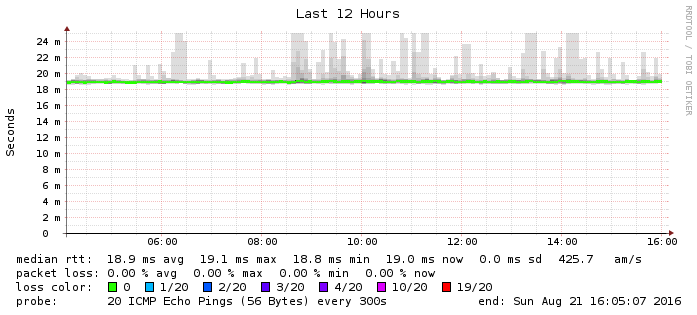 Last 12 Hours
RRDTOOL / TOBI OETIKER
Seconds
24 m
22 m
20 m
18 m
16 m
14 m
12 m
10 m
8 m
6 m
4 m
2 m
0
06:00 08:00 10:00 12:00 14:00 16:00
median rtt: 18.9 ms avg 19.1 ms max 18.8 ms min 19.0 ms now 0.0 ms sd 425.7 am/s
packet loss: 0.00 % avg 0.00 % max 0.00 % min 0.00 % now
loss color: 0 1/20 2/20 3/20 4/20 10/20 19/20
probe: 20 ICMP Echo Pings (56 Bytes) every 300s end: Sun Aug 21 16:05:07 2016